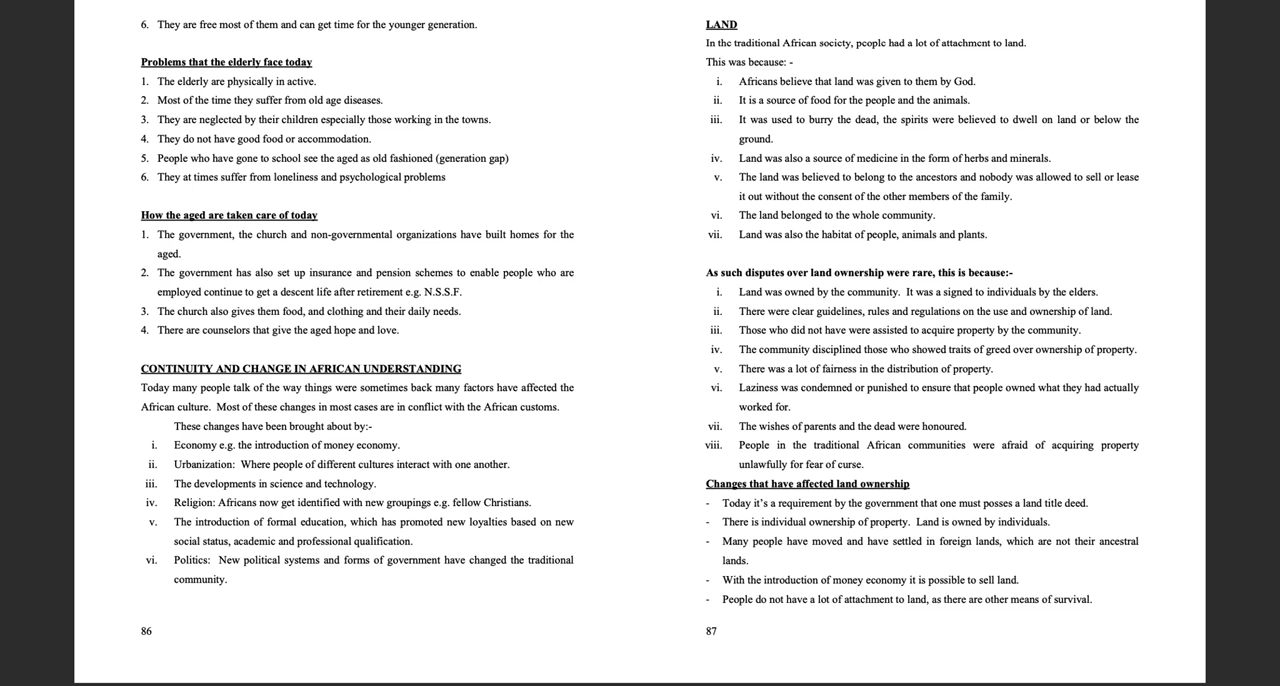 6. They are free most of them and can get time for the younger generation.
Problems that the elderly face today
1. The elderly are physically in active.
2. Most of the time they suffer from old age diseases.
3. They are neglected by their children especially those working in the towns.
4. They do not have good food or accommodation.
5. People who have gone to school see the aged as old fashioned (generation gap)
6. They at times suffer from loneliness and psychological problems
How the aged are taken care of today
1. The government, the church and non-governmental organizations have built homes for the
aged.
2. The government has also set up insurance and pension schemes to enable people who are
employed continue to get a descent life after retirement e.g. N.S.S.F.
3. The church also gives them food, and clothing and their daily needs.
4. There are counselors that give the aged hope and love.
CONTINUITY AND CHANGE IN AFRICAN UNDERSTANDING
Today many people talk of the way things were sometimes back many factors have affected the
African culture. Most of these changes in most cases are in conflict with the African customs.
These changes have been brought about by:-
i. Economy e.g. the introduction of money economy.
ii. Urbanization: Where people of different cultures interact with one another.
iii. The developments in science and technology.
iv. Religion: Africans now get identified with new groupings e.g. fellow Christians.
v. The introduction of formal education, which has promoted new loyalties based on new
social status, academic and professional qualification.
vi. Politics: New political systems and forms of government have changed the traditional
community.
86
LAND
In the traditional African society, people had a lot of attachment to land.
This was because: -
i. Africans believe that land was given to them by God.
ii. It is a source of food for the people and the animals.
iii. It was used to burry the dead, the spirits were believed to dwell on land or below the
ground.
iv. Land was also a source of medicine in the form of herbs and minerals.
v. The land was believed to belong to the ancestors and nobody was allowed to sell or lease
it out without the consent of the other members of the family.
vi. The land belonged to the whole community.
vii. Land was also the habitat of people, animals and plants.
As such disputes over land ownership were rare, this is because:-
i. Land was owned by the community. It was a signed to individuals by the elders.
ii. There were clear guidelines, rules and regulations on the use and ownership of land.
iii. Those who did not have were assisted to acquire property by the community.
iv. The community disciplined those who showed traits of greed over ownership of property.
v. There was a lot of fairness in the distribution of property.
vi. Laziness was condemned or punished to ensure that people owned what they had actually
worked for.
vii. The wishes of parents and the dead were honoured.
viii. People in the traditional African communities were afraid of acquiring property
unlawfully for fear of curse.
Changes that have affected land ownership
- Today it's a requirement by the government that one must posses a land title deed.
- There is individual ownership of property. Land is owned by individuals.
- Many people have moved and have settled in foreign lands, which are not their ancestral
lands.
- With the introduction of money economy it is possible to sell land.
- People do not have a lot of attachment to land, as there are other means of survival.
87